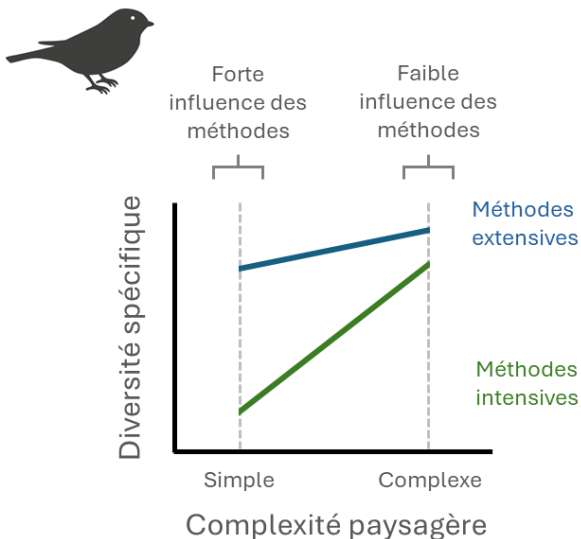 Forte
influence des
méthodes
Faible
influence des
méthodes
Méthodes
extensives
Diversité spécifique
Méthodes
intensives
Simple
Complexe
Complexité paysagère